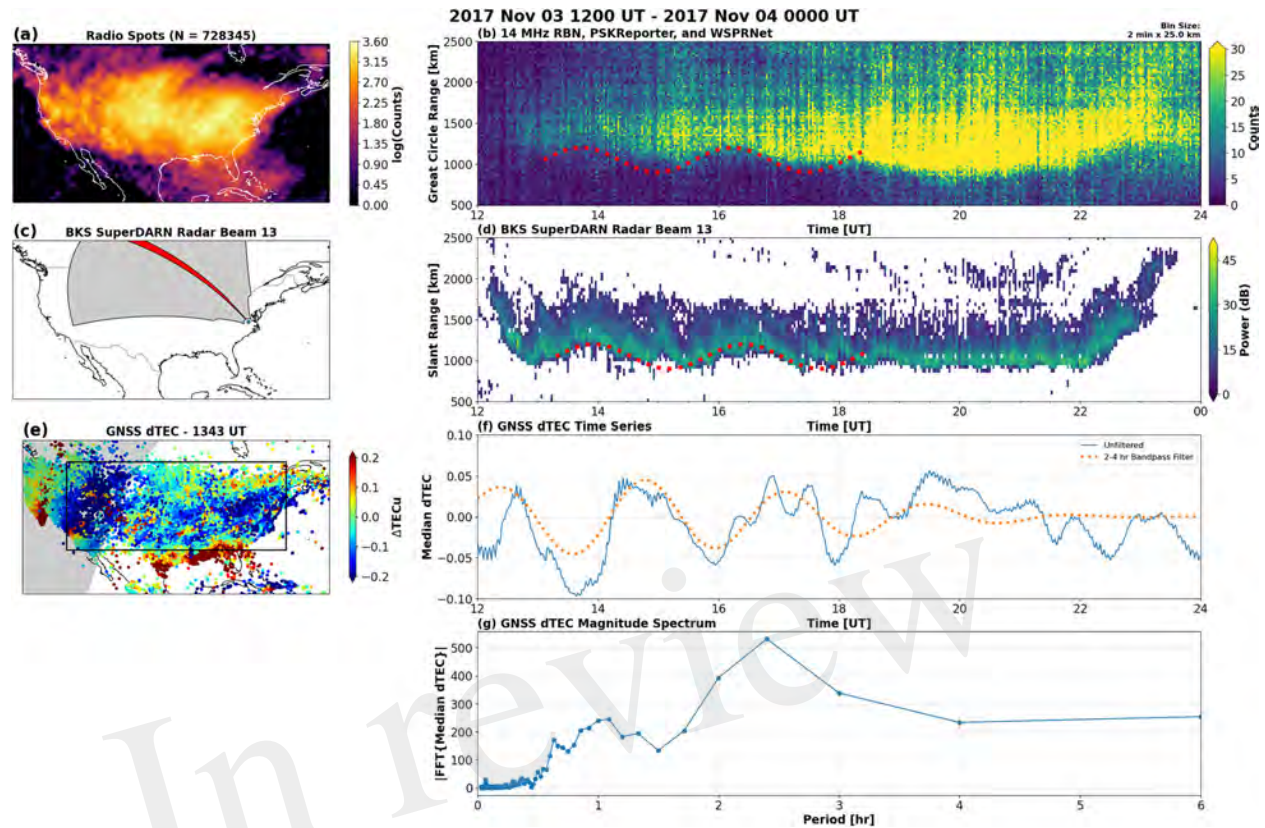 2017 Nov 03 1200 UT - 2017 Nov 04 0000 UT
(a) Radio Spots (N = 728345)
3.60
3.15
2.70
2.25
1.80
1.35
0.90
0.45
0.00
log(Counts)
(b) 14 MHz RBN, PSKReporter, and WSPRNet
Bin Size:
2 min x 25.0 km
Great Circle Range [km]
2500
2000
1500
1000
500
12 14 16 18 20 22 24
Time [UT]
30
25
20
15
10
5
0
Counts
(c) BKS SuperDARN Radar Beam 13
(d) BKS SuperDARN Radar Beam 13
Slant Range [km]
2500
2000
1500
1000
500
12 14 16 18 20 22 00
Time [UT]
45
30
15
0
Power (dB)
(e) GNSS dTEC - 1343 UT
0.2
0.1
0.0
−0.1
−0.2
ΔTECu
(f) GNSS dTEC Time Series
Unfiltered
2-4 hr Bandpass Filter
Median dTEC
0.10
0.05
0.00
−0.05
−0.10
12 14 16 18 20 22 24
Time [UT]
(g) GNSS dTEC Magnitude Spectrum
|FFT{Median dTEC}|
500
400
300
200
100
0
0 1 2 3 4 5 6
Period [hr]
In review